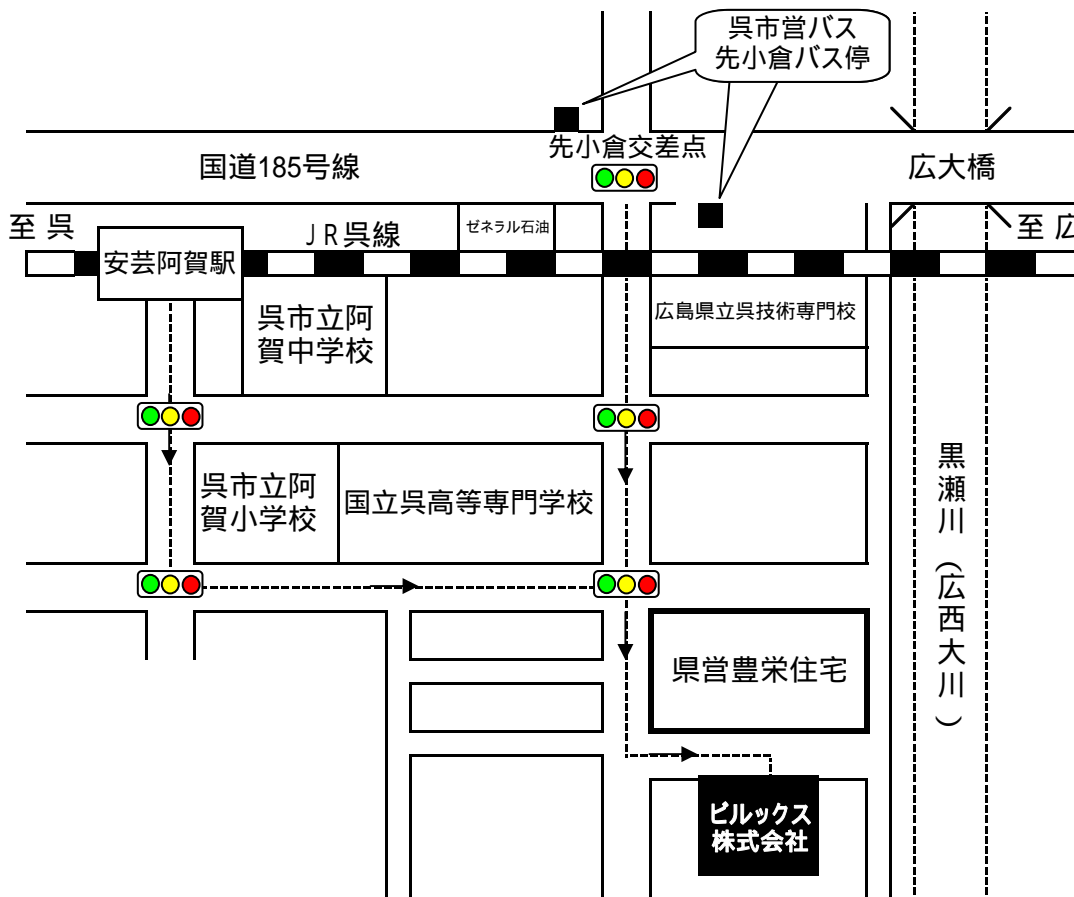 呉市営バス
先小倉バス停
先小倉交差点
国道185号線
広大橋
至 呉
ＪＲ呉線
ゼネラル石油
至 広
安芸阿賀駅
呉市立阿
賀中学校
広島県立呉技術専門校
呉市立阿
賀小学校
国立呉高等専門学校
黒瀬川（広西大川）
県営豊栄住宅
ビルックス
株式会社